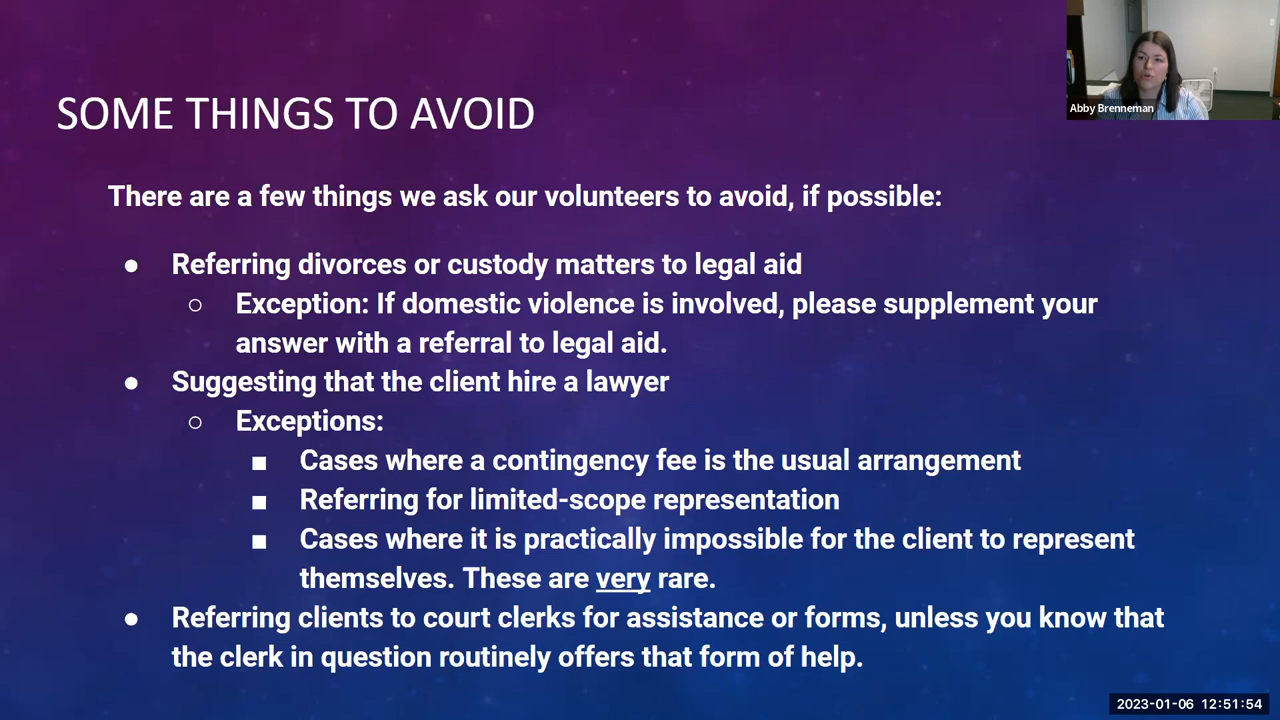 Abby Brenneman
SOME THINGS TO AVOID
There are a few things we ask our volunteers to avoid, if possible:
● Referring divorces or custody matters to legal aid
○ Exception: If domestic violence is involved, please supplement your
answer with a referral to legal aid.
● Suggesting that the client hire a lawyer
○ Exceptions:
■ Cases where a contingency fee is the usual arrangement
■ Referring for limited-scope representation
■ Cases where it is practically impossible for the client to represent
themselves. These are very rare.
● Referring clients to court clerks for assistance or forms, unless you know that
the clerk in question routinely offers that form of help.
2023-01-06 12:51:54